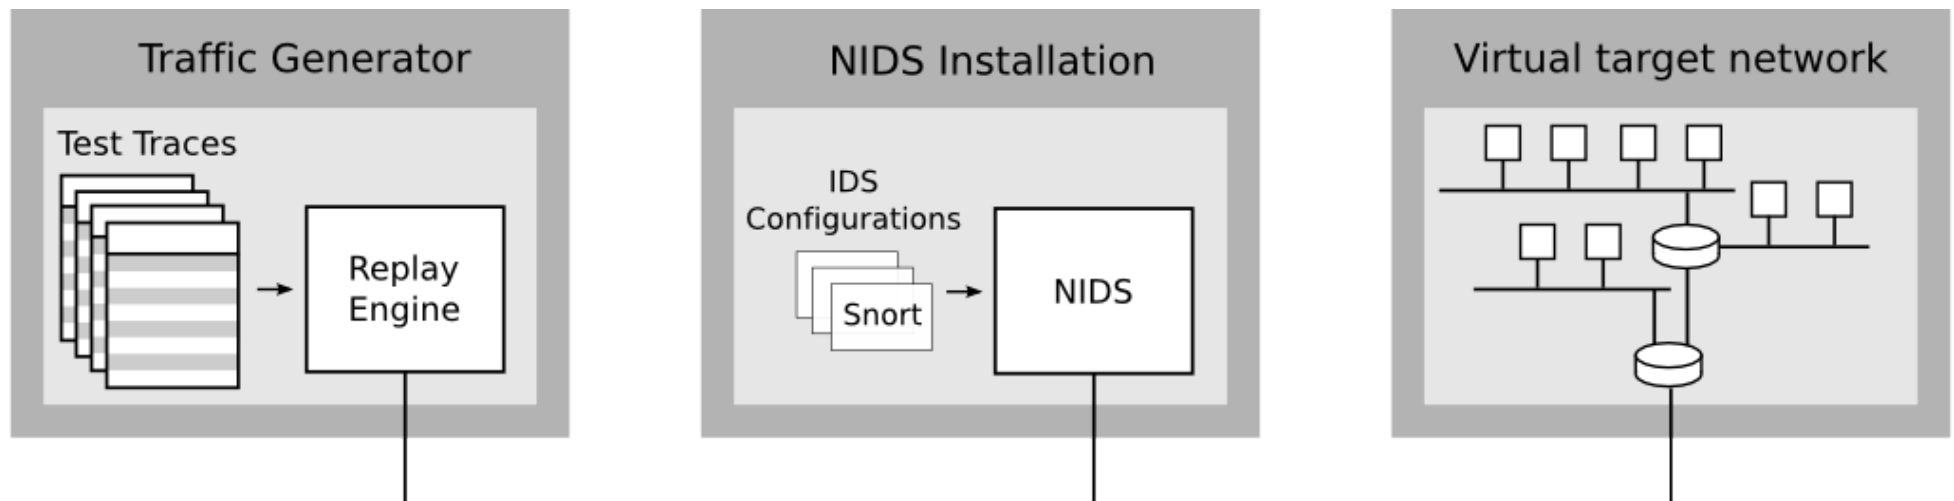 Traffic Generator
Test Traces
Replay
Engine
NIDS Installation
IDS
Configurations
Snort
NIDS
Virtual target network